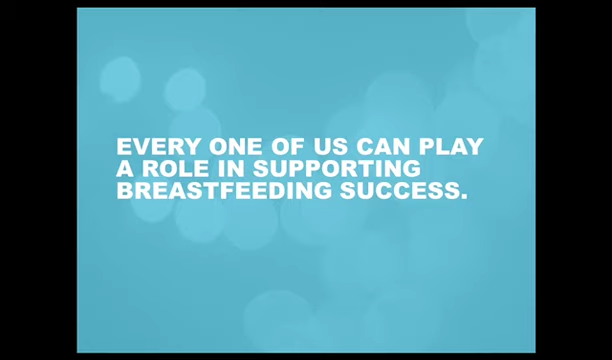 EVERY ONE OF US CAN PLAY
A ROLE IN SUPPORTING
BREASTFEEDING SUCCESS.